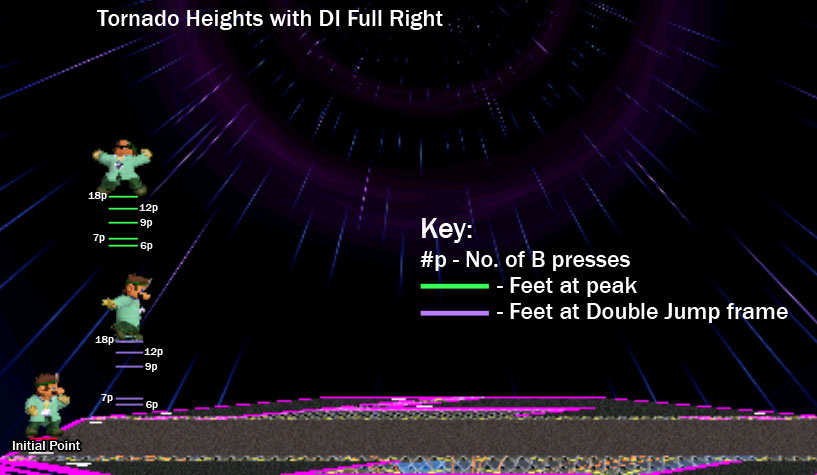 Tornado Heights with DI Full Right
18p
12p
9p
7p
6p
Key:
#p - No. of B presses
- Feet at peak
- Feet at Double Jump frame
18p
12p
9p
7p
6p
Initial Point